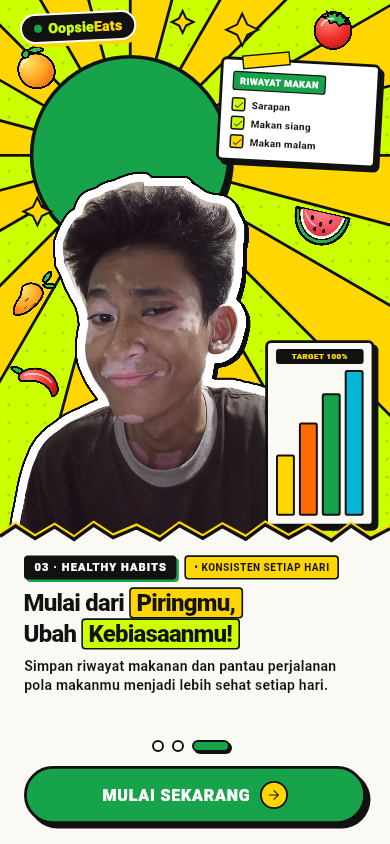 OopsieEats
RIWAYAT MAKAN
Sarapan
Makan siang
Makan malam
TARGET 100%
03 · HEALTHY HABITS
• KONSISTEN SETIAP HARI
Mulai dari Piringmu,
Ubah Kebiasaanmu!
Simpan riwayat makanan dan pantau perjalanan
pola makanmu menjadi lebih sehat setiap hari.
MULAI SEKARANG